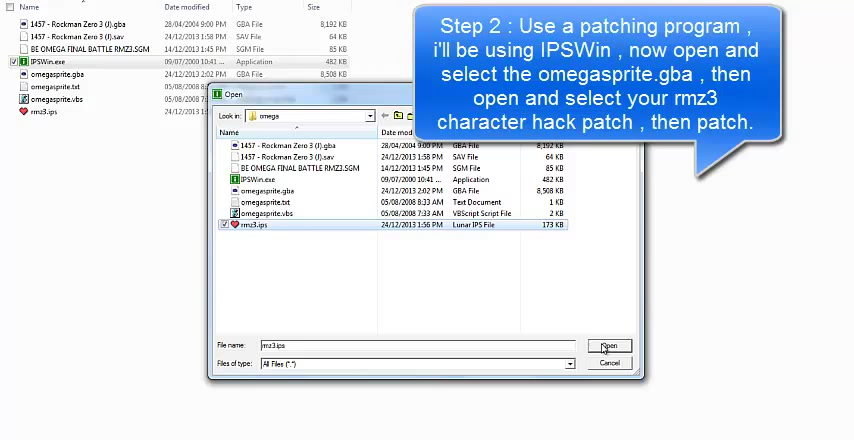 Name
Date modified
Type
Size
1457 - Rockman Zero 3 (J).gba
28/04/2004 9:00 PM
GBA File
8,192 KB
1457 - Rockman Zero 3 (J).sav
24/12/2013 1:58 PM
SAV File
64 KB
BE OMEGA FINAL BATTLE RMZ3.SGM
24/12/2013 1:45 PM
SGM File
85 KB
IPSWin.exe
09/07/2000 10:41 ...
Application
482 KB
omegasprite.gba
24/12/2013 2:02 PM
GBA File
8,508 KB
omegasprite.txt
05/08/2008 7
omegasprite.vbs
05/08/2008 7
rmz3.ips
24/12/2013 1:5
Step 2 : Use a patching program ,
i'll be using IPSWin , now open and
select the omegasprite.gba , then
open and select your rmz3
character hack patch , then patch.
Open
Look in:
omega
Name
Date mod
1457 - Rockman Zero 3 (J).gba
28/04/2004 9:00 PM
GBA File
8,192 KB
1457 - Rockman Zero 3 (J).sav
24/12/2013 1:58 PM
SAV File
64 KB
BE OMEGA FINAL BATTLE RMZ3.SGM
24/12/2013 1:45 PM
SGM File
85 KB
IPSWin.exe
09/07/2000 10:41 ...
Application
482 KB
omegasprite.gba
24/12/2013 2:02 PM
GBA File
8,508 KB
omegasprite.txt
05/08/2008 7:33 AM
Text Document
1 KB
omegasprite.vbs
05/08/2008 7:33 AM
VBScript Script File
2 KB
rmz3.ips
24/12/2013 1:56 PM
Lunar IPS File
173 KB
File name:
rmz3.ips
Open
Files of type:
All Files (*.*)
Cancel